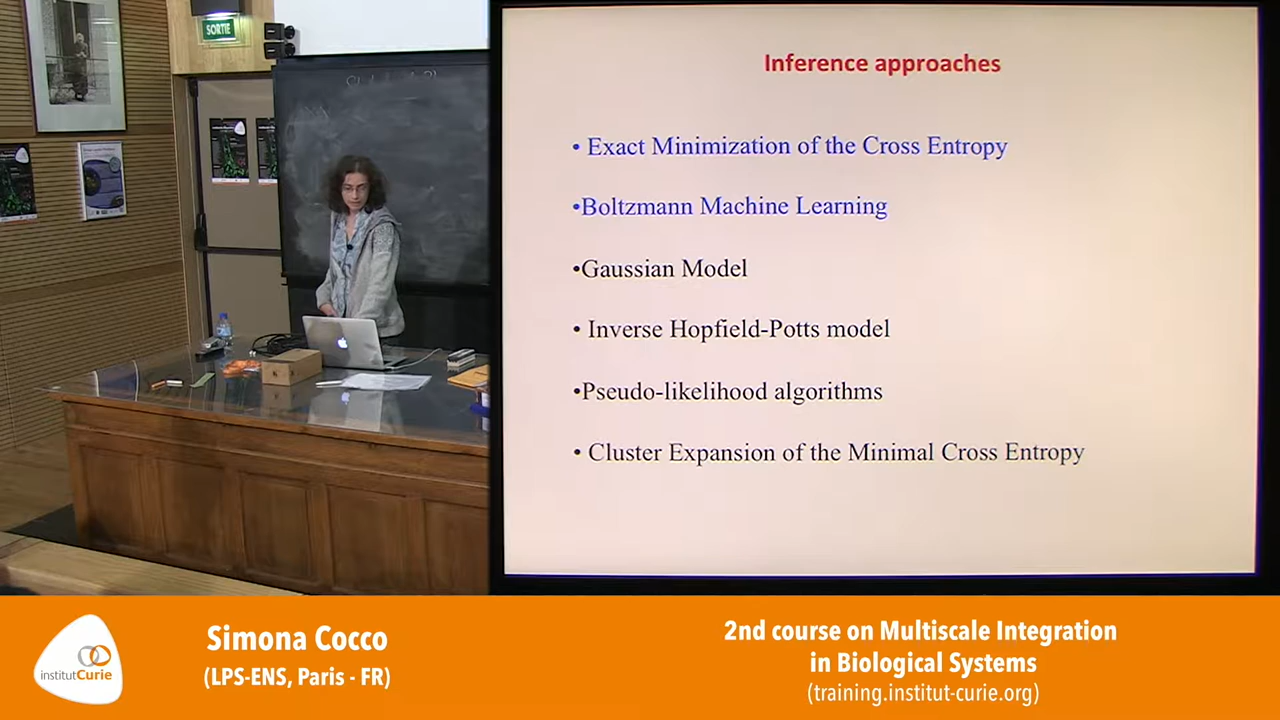 SORTIE
Inference approaches
• Exact Minimization of the Cross Entropy
•Boltzmann Machine Learning
•Gaussian Model
• Inverse Hopfield-Potts model
•Pseudo-likelihood algorithms
• Cluster Expansion of the Minimal Cross Entropy
institutCurie
Simona Cocco
(LPS-ENS, Paris - FR)
2nd course on Multiscale Integration
in Biological Systems
(training.institut-curie.org)